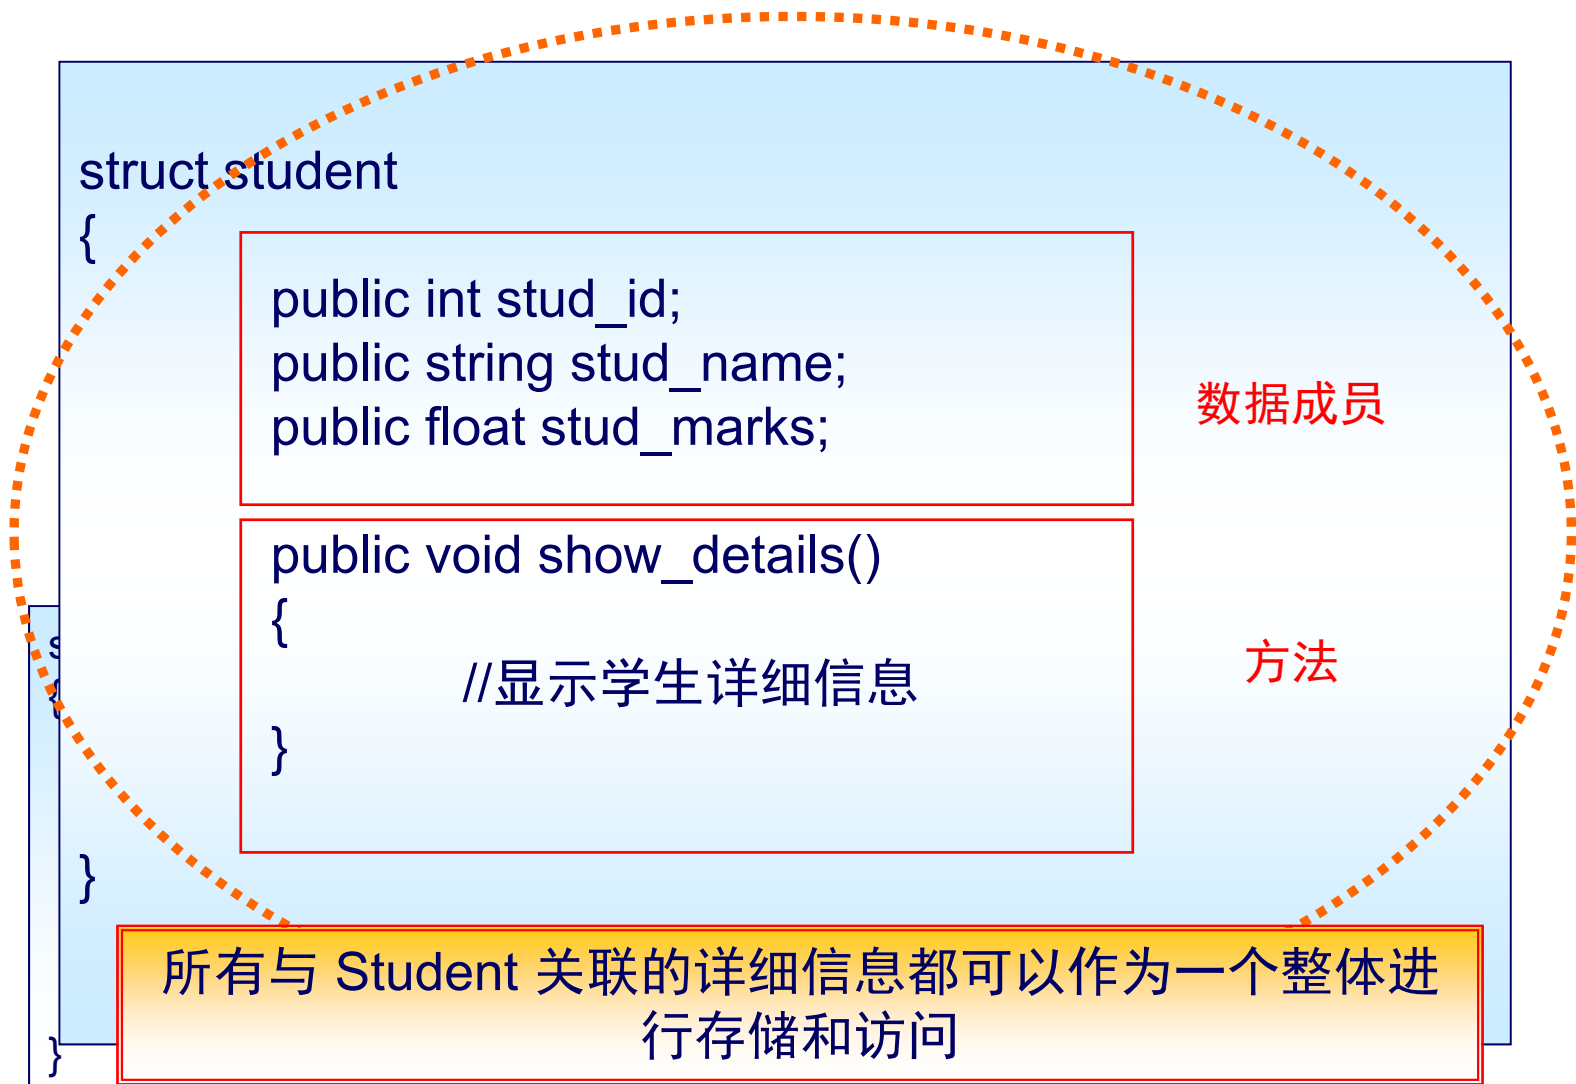 struct student
{
public int stud_id;
public string stud_name;
public float stud_marks;
数据成员
public void show_details()
{
//显示学生详细信息
}
方法
}
s
{
}
所有与 Student 关联的详细信息都可以作为一个整体进
行存储和访问